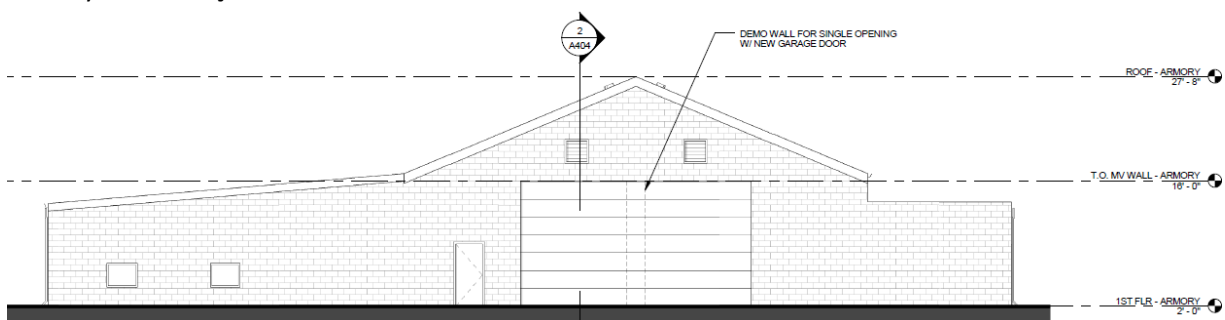 2
A404
DEMO WALL FOR SINGLE OPENING
W/ NEW GARAGE DOOR
ROOF - ARMORY
27' - 8"
T.O. MV WALL - ARMORY
16' - 0"
1ST FLR - ARMORY
2' - 0"